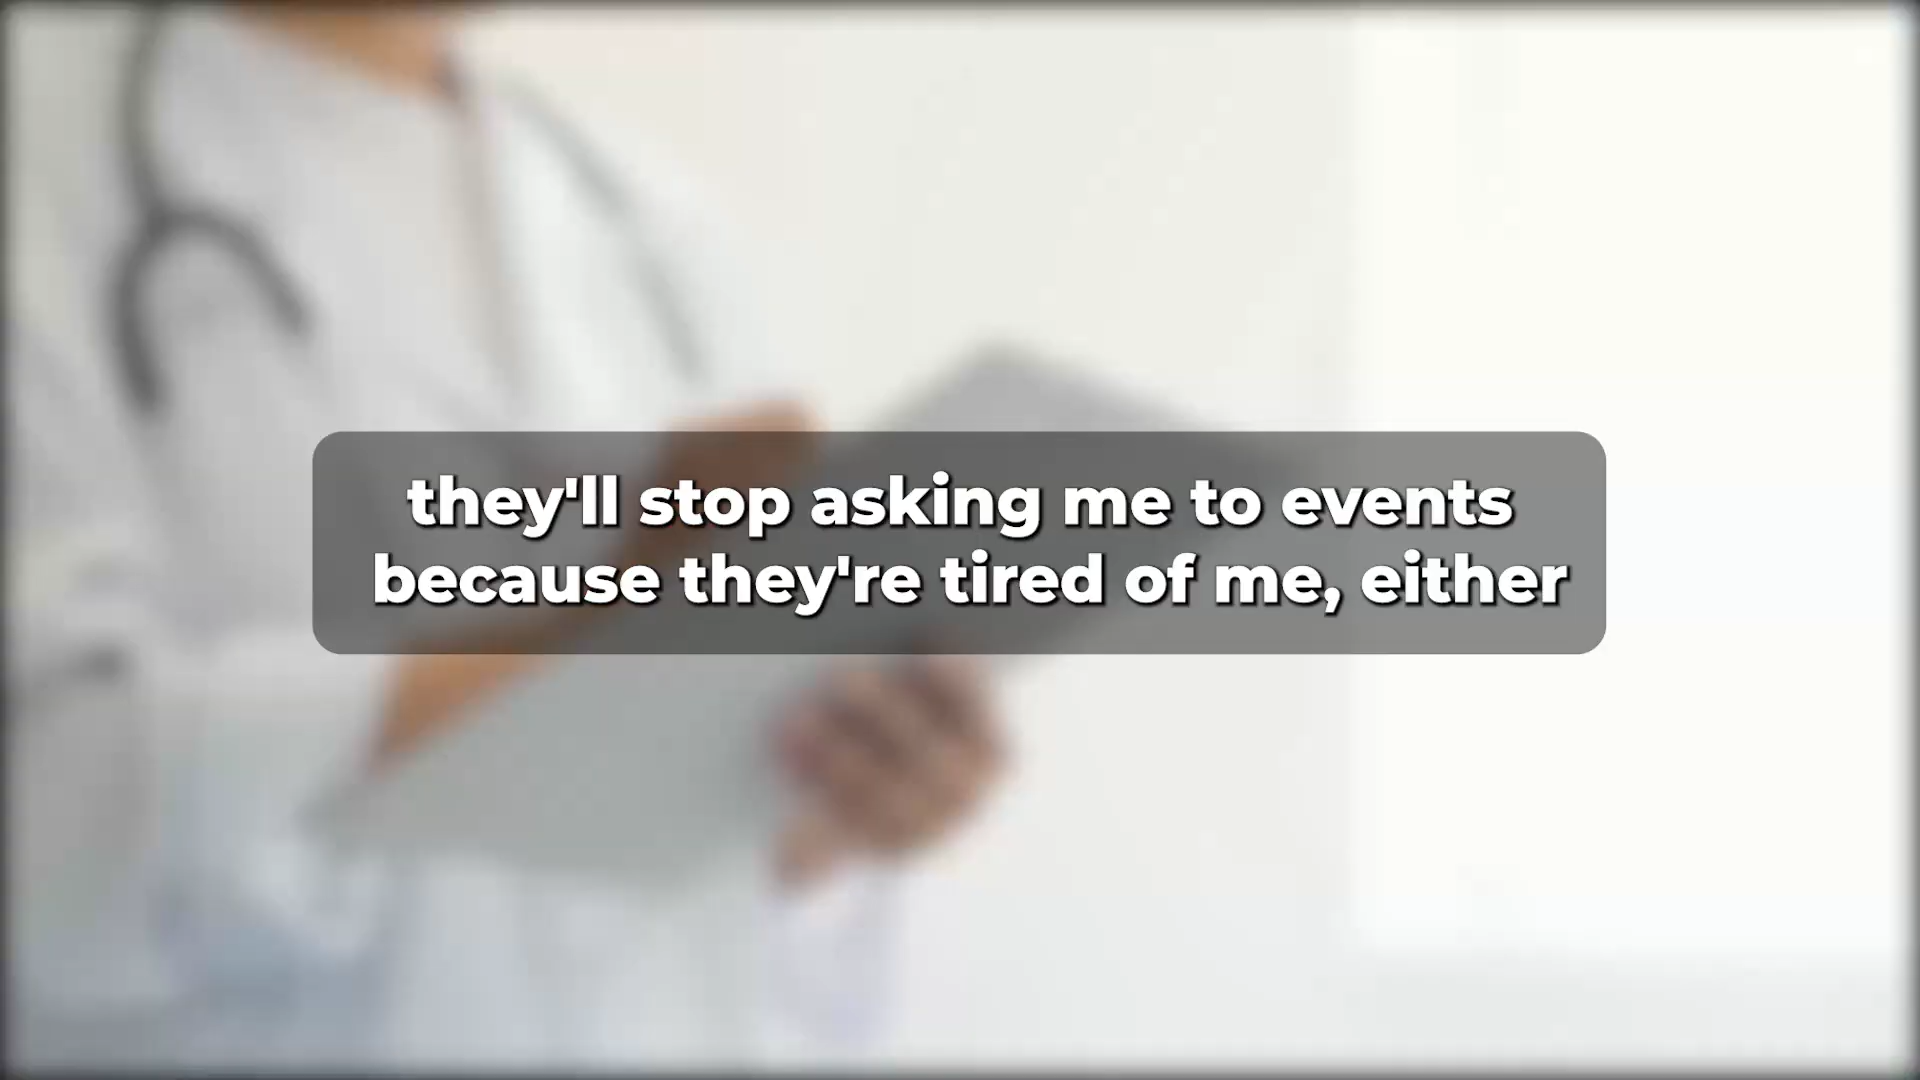 they'll stop asking me to events
because they're tired of me, either